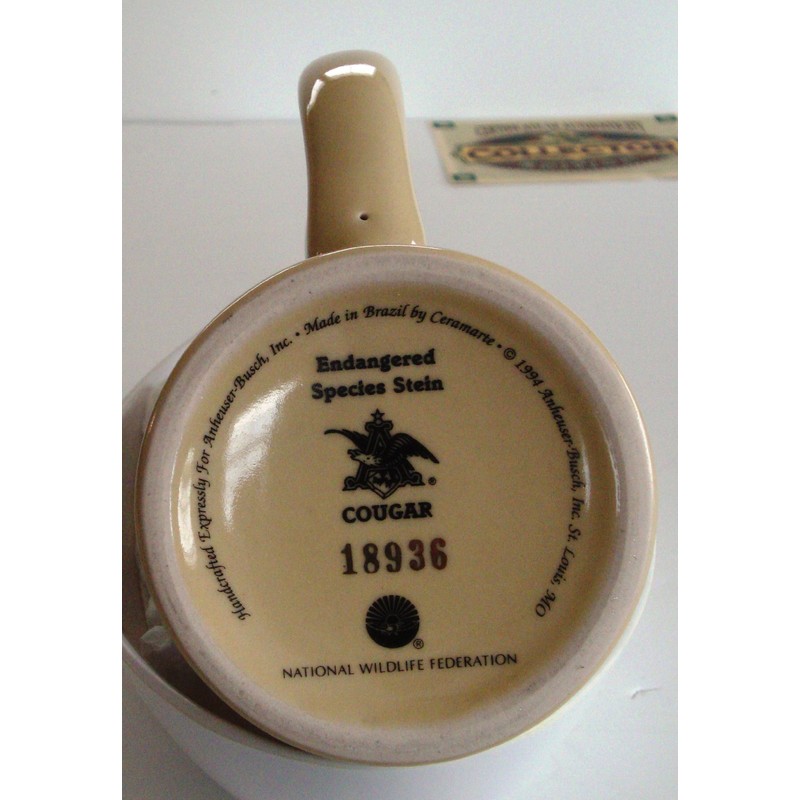 Handcrafted Expressly For Anheuser-Busch, Inc. • Made in Brazil by Ceramarte • © 1994 Anheuser-Busch, Inc. St. Louis, MO
Endangered
Species Stein
®
COUGAR
18936
®
NATIONAL WILDLIFE FEDERATION
COLLECTOR